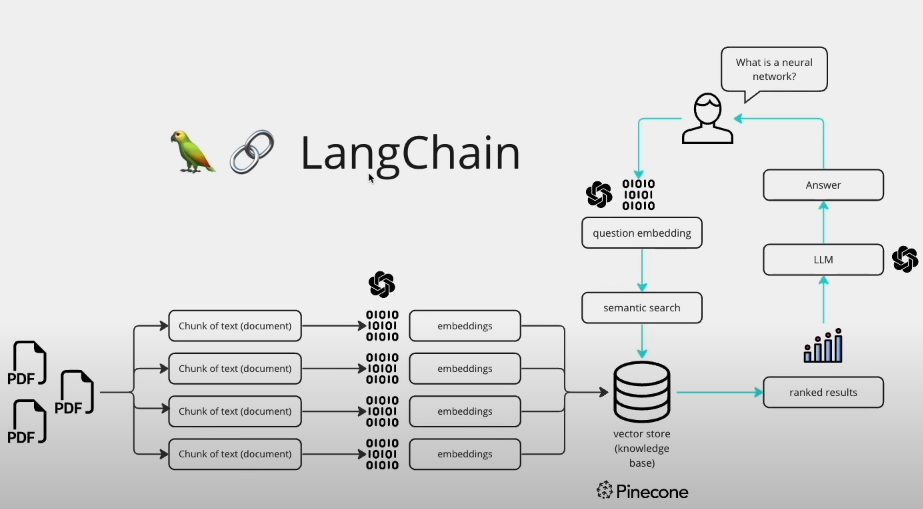 What is a neural
network?
LangChain
01010
10101
01010
question embedding
semantic search
Answer
LLM
ranked results
PDF
PDF
PDF
Chunk of text (document)
01010
10101
01010
embeddings
Chunk of text (document)
01010
10101
01010
embeddings
Chunk of text (document)
01010
10101
01010
embeddings
Chunk of text (document)
01010
10101
01010
embeddings
vector store
(knowledge
base)
Pinecone